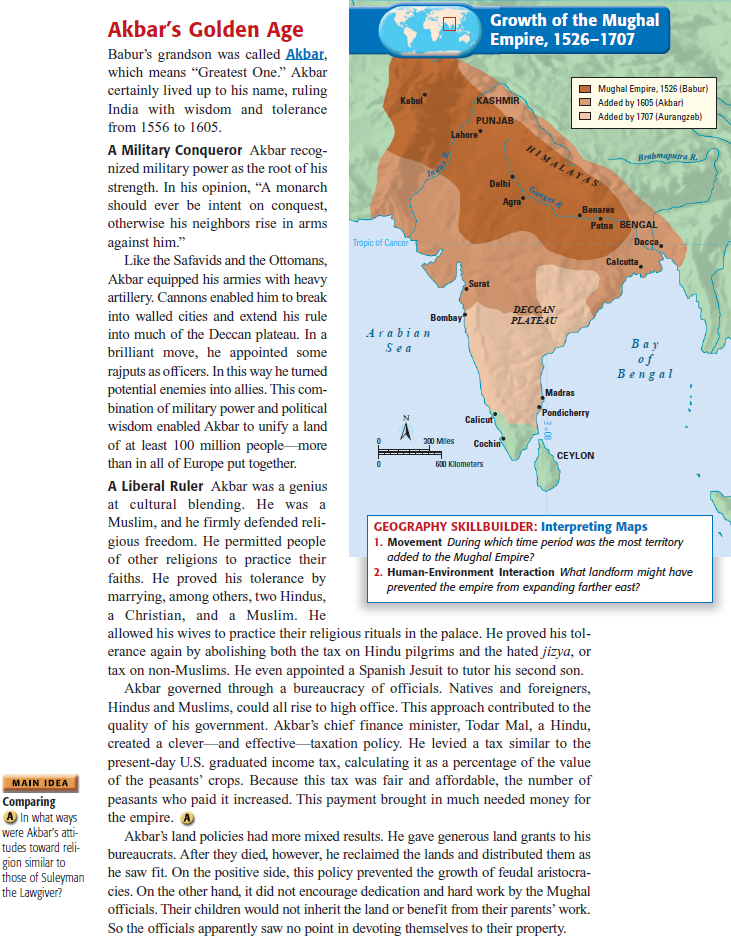 Akbar’s Golden Age
Babur’s grandson was called Akbar,
which means “Greatest One.” Akbar
certainly lived up to his name, ruling
India with wisdom and tolerance
from 1556 to 1605.
A Military Conqueror Akbar recog-
nized military power as the root of his
strength. In his opinion, “A monarch
should ever be intent on conquest,
otherwise his neighbors rise in arms
against him.”
Like the Safavids and the Ottomans,
Akbar equipped his armies with heavy
artillery. Cannons enabled him to break
into walled cities and extend his rule
into much of the Deccan plateau. In a
brilliant move, he appointed some
rajputs as officers. In this way he turned
potential enemies into allies. This com-
bination of military power and political
wisdom enabled Akbar to unify a land
of at least 100 million people—more
than in all of Europe put together.
A Liberal Ruler Akbar was a genius
at cultural blending. He was a
Muslim, and he firmly defended reli-
gious freedom. He permitted people
of other religions to practice their
faiths. He proved his tolerance by
marrying, among others, two Hindus,
a Christian, and a Muslim. He
allowed his wives to practice their religious rituals in the palace. He proved his tol-
erance again by abolishing both the tax on Hindu pilgrims and the hated jizya, or
tax on non-Muslims. He even appointed a Spanish Jesuit to tutor his second son.
Akbar governed through a bureaucracy of officials. Natives and foreigners,
Hindus and Muslims, could all rise to high office. This approach contributed to the
quality of his government. Akbar’s chief finance minister, Todar Mal, a Hindu,
created a clever—and effective—taxation policy. He levied a tax similar to the
present-day U.S. graduated income tax, calculating it as a percentage of the value
of the peasants’ crops. Because this tax was fair and affordable, the number of
peasants who paid it increased. This payment brought in much needed money for
the empire. A
Akbar’s land policies had more mixed results. He gave generous land grants to his
bureaucrats. After they died, however, he reclaimed the lands and distributed them as
he saw fit. On the positive side, this policy prevented the growth of feudal aristocra-
cies. On the other hand, it did not encourage dedication and hard work by the Mughal
officials. Their children would not inherit the land or benefit from their parents’ work.
So the officials apparently saw no point in devoting themselves to their property.
MAIN IDEA
Comparing
A In what ways
were Akbar’s atti-
tudes toward reli-
gion similar to
those of Suleyman
the Lawgiver?
Growth of the Mughal
Empire, 1526–1707
Mughal Empire, 1526 (Babur)
Added by 1605 (Akbar)
Added by 1707 (Aurangzeb)
Kabul
KASHMIR
PUNJAB
Lahore
HIMALAYAS
Brahmaputra R.
Indus R.
Delhi
Ganges R.
Agra
Benares
Patna
BENGAL
Tropic of Cancer
Dacca
Calcutta
Surat
DECCAN
PLATEAU
Bombay
Arabian
Sea
Bay
of
Bengal
Madras
Pondicherry
Calicut
Cochin
80° E
CEYLON
N
0 300 Miles
0 600 Kilometers
GEOGRAPHY SKILLBUILDER: Interpreting Maps
1. Movement During which time period was the most territory
added to the Mughal Empire?
2. Human-Environment Interaction What landform might have
prevented the empire from expanding farther east?